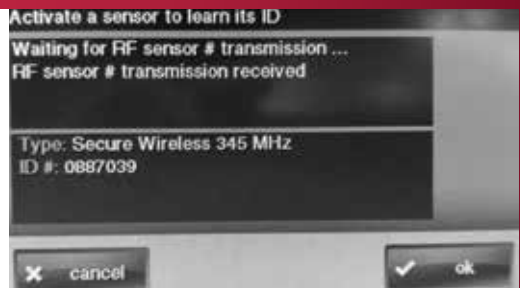 Activate a sensor to learn its ID
Waiting for RF sensor # transmission ...
RF sensor # transmission received
Type: Secure Wireless 345 MHz
ID #: 0887039
cancel
ok